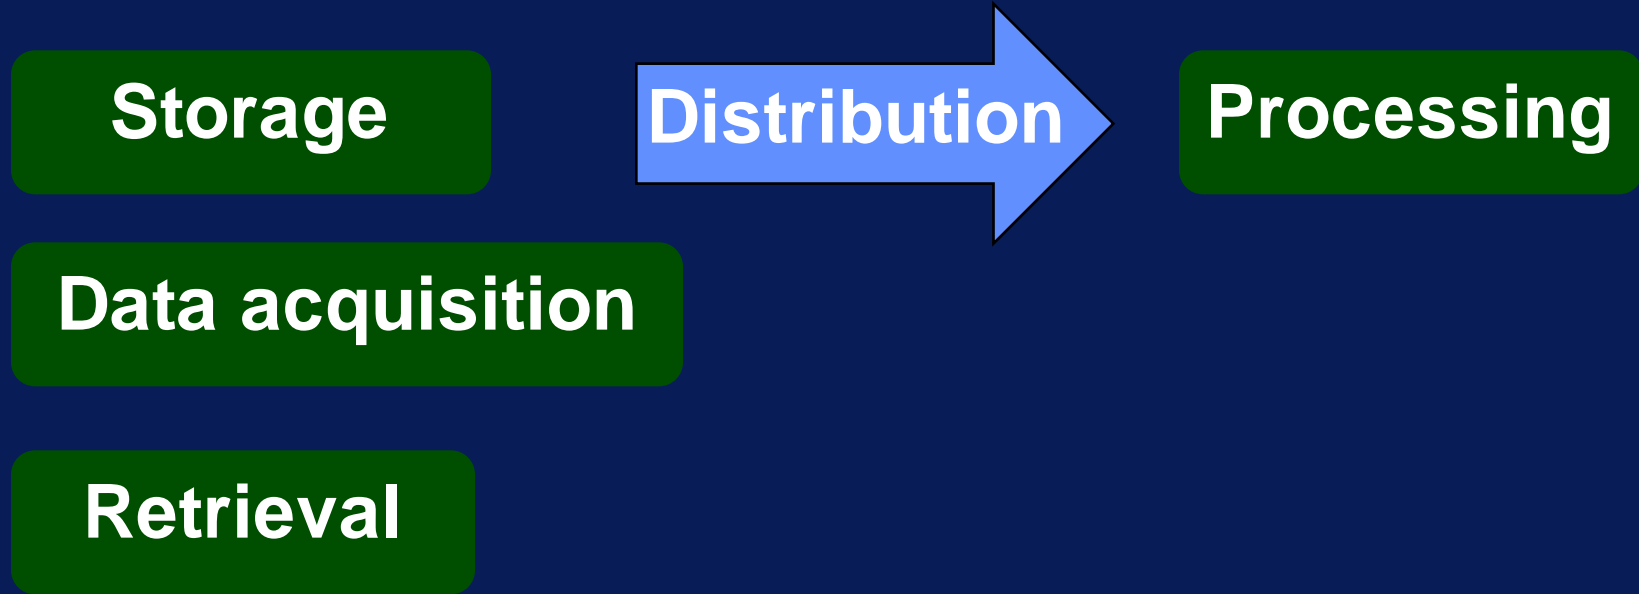 Storage
Distribution
Processing
Data acquisition
Retrieval